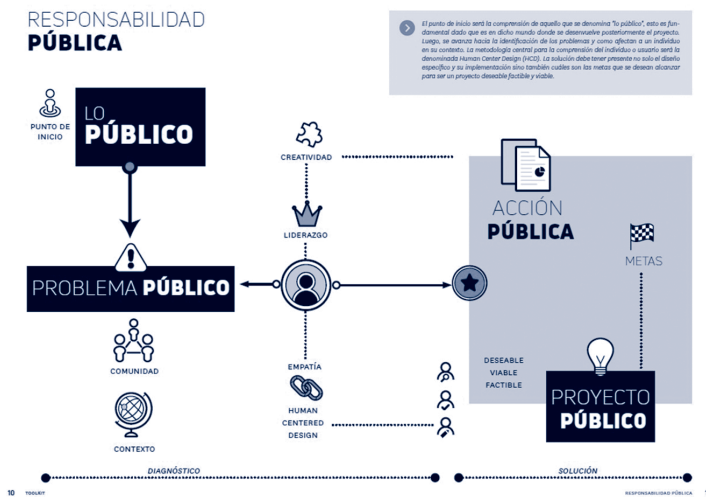 RESPONSABILIDAD
PÚBLICA
El punto de inicio será la comprensión de aquello que se denomina "lo público", esto es fun-
damental dado que es en dicho mundo donde se desenvuelve posteriormente el proyecto.
Luego, se avanza hacia la identificación de los problemas y como afectan a un individuo
en su contexto. La metodología central para la comprensión del individuo o usuario será la
denominada Human Center Design (HCD). La solución debe tener presente no solo el diseño
específico y su implementación sino también cuáles son las metas que se desean alcanzar
para ser un proyecto deseable factible y viable.
PUNTO DE
INICIO
LO
PÚBLICO
CREATIVIDAD
LIDERAZGO
ACCIÓN
PÚBLICA
METAS
PROBLEMA PÚBLICO
COMUNIDAD
CONTEXTO
EMPATÍA
HUMAN
CENTERED
DESIGN
DESEABLE
VIABLE
FACTIBLE
PROYECTO
PÚBLICO
DIAGNÓSTICO
SOLUCIÓN
10 TOOLKIT
RESPONSABILIDAD PÚBLICA